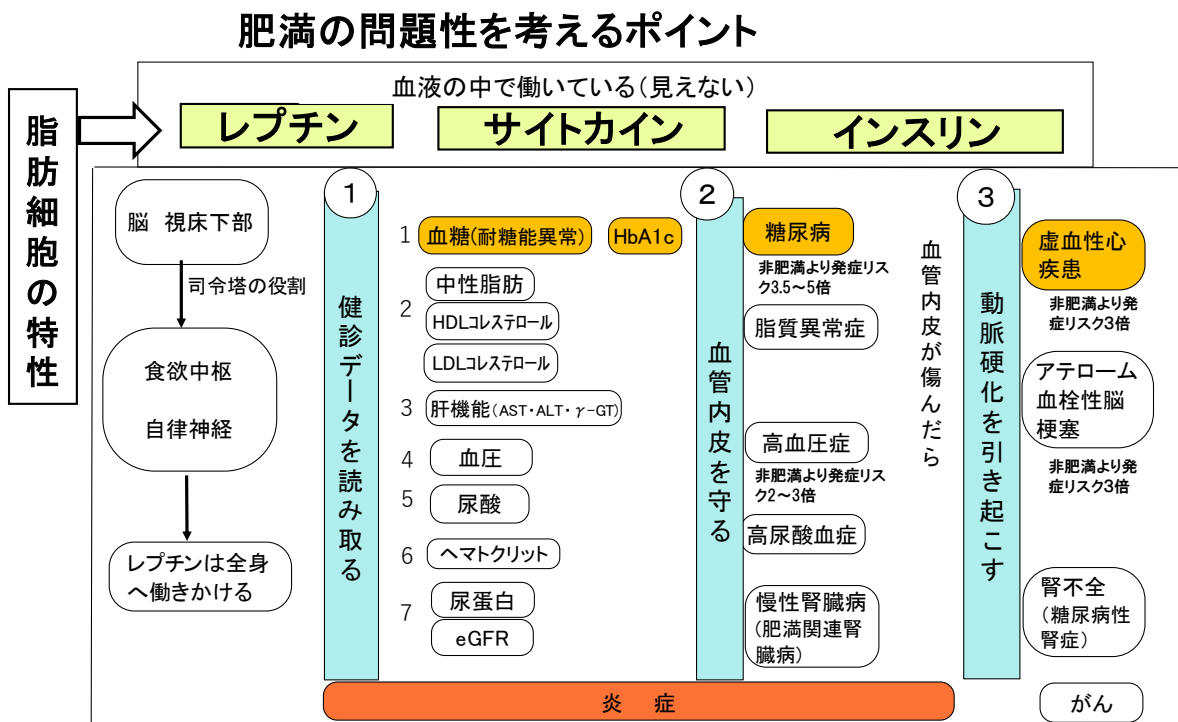 肥満の問題性を考えるポイント
脂肪細胞の特性
血液の中で働いている(見えない)
レプチン
サイトカイン
インスリン
脳 視床下部
司令塔の役割
食欲中枢
自律神経
レプチンは全身
へ働きかける
1
健診データを読み取る
1 血糖(耐糖能異常) HbA1c
2 中性脂肪
HDLコレステロール
LDLコレステロール
3 肝機能(AST・ALT・γ-GT)
4 血圧
5 尿酸
6 ヘマトクリット
7 尿蛋白
eGFR
2
血管内皮を守る
糖尿病
非肥満より発症リス
ク3.5~5倍
脂質異常症
高血圧症
非肥満より発症リス
ク2~3倍
高尿酸血症
慢性腎臓病
(肥満関連腎
臓病)
血管内皮が傷んだら
3
動脈硬化を引き起こす
虚血性心
疾患
非肥満より発
症リスク3倍
アテローム
血栓性脳
梗塞
非肥満より発
症リスク3倍
腎不全
(糖尿病性
腎症)
がん
炎 症